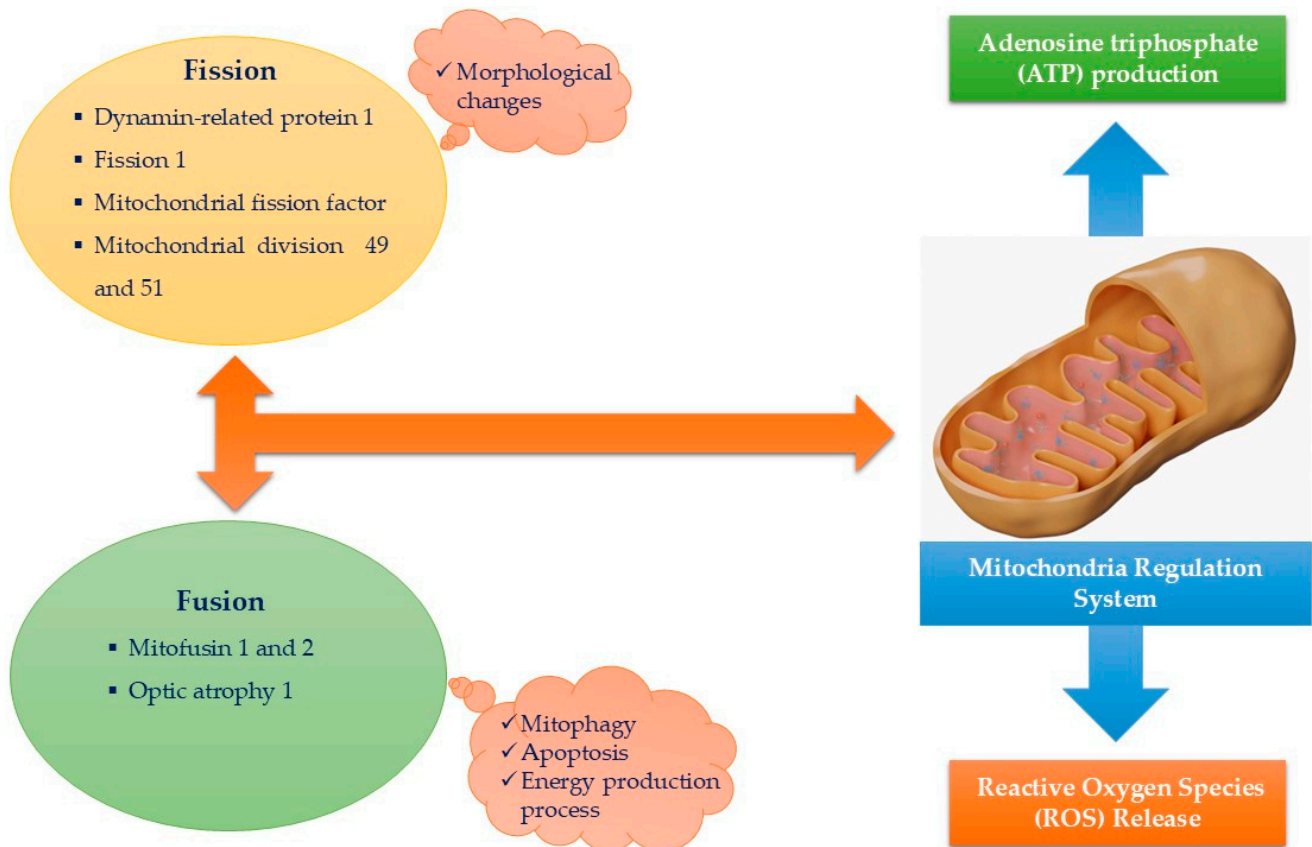 Fission
▪ Dynamin-related protein 1
▪ Fission 1
▪ Mitochondrial fission factor
▪ Mitochondrial division 49
and 51
✓ Morphological
changes
Fusion
▪ Mitofusin 1 and 2
▪ Optic atrophy 1
✓ Mitophagy
✓ Apoptosis
✓ Energy production
process
Adenosine triphosphate
(ATP) production
Mitochondria Regulation
System
Reactive Oxygen Species
(ROS) Release